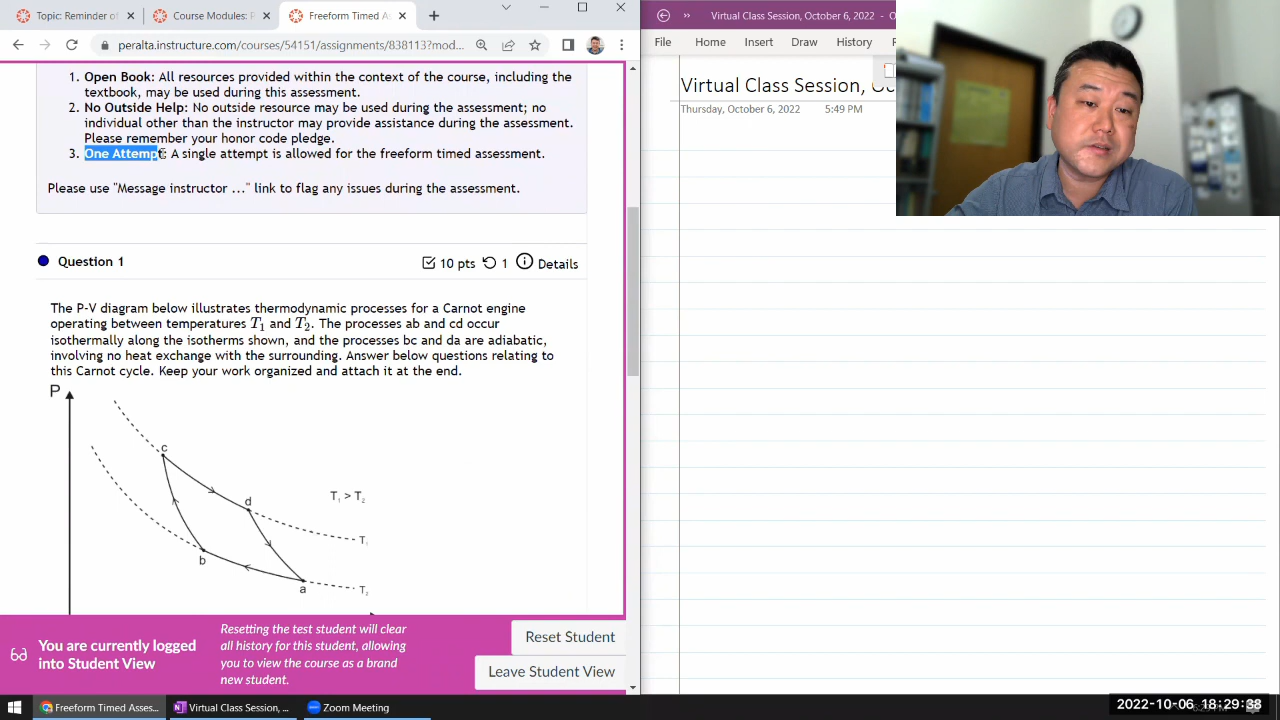 Topic: Reminder of
Course Modules: P
Freeform Timed As
peralta.instructure.com/courses/54151/assignments/838113?mod...
1. Open Book: All resources provided within the context of the course, including the
textbook, may be used during this assessment.
2. No Outside Help: No outside resource may be used during the assessment; no
individual other than the instructor may provide assistance during the assessment.
Please remember your honor code pledge.
3. One Attempt: A single attempt is allowed for the freeform timed assessment.
Please use "Message instructor ..." link to flag any issues during the assessment.
Question 1
10 pts 1 Details
The P-V diagram below illustrates thermodynamic processes for a Carnot engine
operating between temperatures T₁ and T₂. The processes ab and cd occur
isothermally along the isotherms shown, and the processes bc and da are adiabatic,
involving no heat exchange with the surrounding. Answer below questions relating to
this Carnot cycle. Keep your work organized and attach it at the end.
P
c
d
T₁ > T₂
T₁
b
T₂
a
You are currently logged
into Student View
Resetting the test student will clear
all history for this student, allowing
you to view the course as a brand
new student.
Reset Student
Leave Student View
Virtual Class Session, October 6, 2022 - O
File Home Insert Draw History
Virtual Class Session, Oc
Thursday, October 6, 2022 5:49 PM
Freeform Timed Asses...
Virtual Class Session, ...
Zoom Meeting
2022-10-06 18:29:38